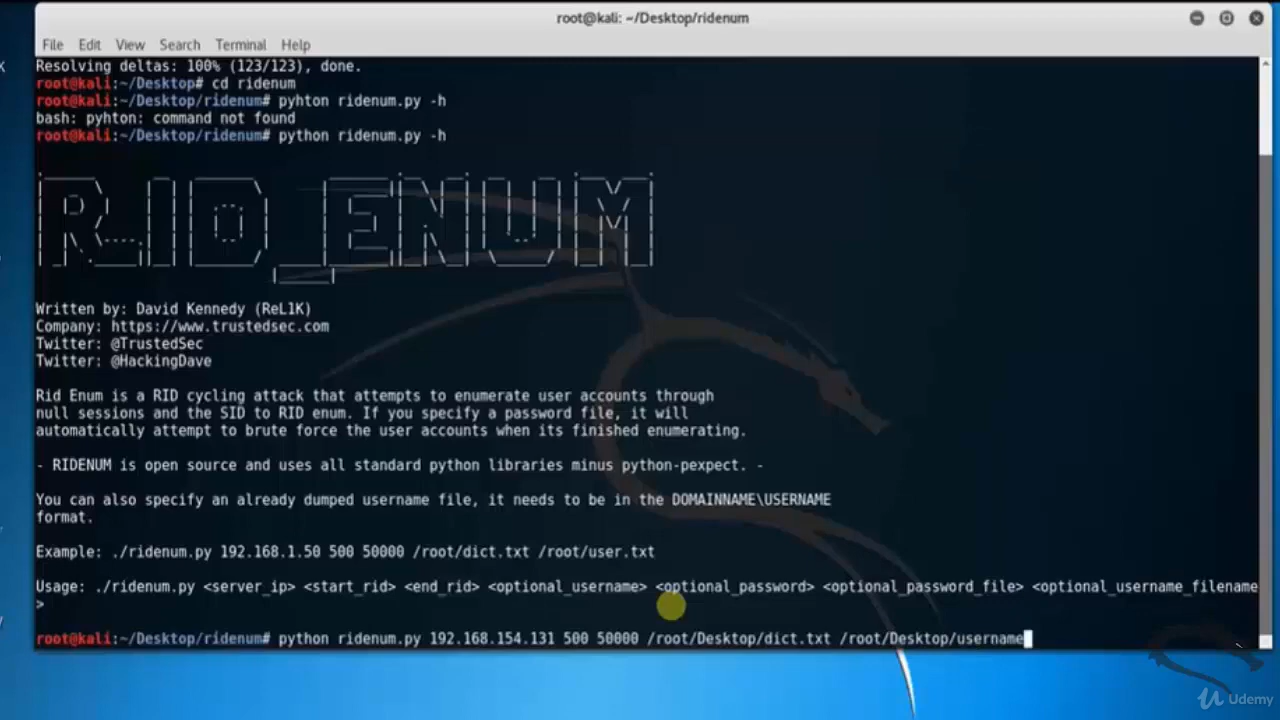 root@kali: ~/Desktop/ridenum
File Edit View Search Terminal Help
X
Resolving deltas: 100% (123/123), done.
root@kali:~/Desktop# cd ridenum
root@kali:~/Desktop/ridenum# pyhton ridenum.py -h
bash: pyhton: command not found
root@kali:~/Desktop/ridenum# python ridenum.py -h
RID_ENUM
Written by: David Kennedy (ReL1K)
Company: https://www.trustedsec.com
Twitter: @TrustedSec
Twitter: @HackingDave
Rid Enum is a RID cycling attack that attempts to enumerate user accounts through
null sessions and the SID to RID enum. If you specify a password file, it will
automatically attempt to brute force the user accounts when its finished enumerating.
- RIDENUM is open source and uses all standard python libraries minus python-pexpect. -
You can also specify an already dumped username file, it needs to be in the DOMAINNAME\USERNAME
format.
Example: ./ridenum.py 192.168.1.50 500 50000 /root/dict.txt /root/user.txt
Usage: ./ridenum.py <server_ip> <start_rid> <end_rid> <optional_username> <optional_password> <optional_password_file> <optional_username_filename
>
root@kali:~/Desktop/ridenum# python ridenum.py 192.168.154.131 500 50000 /root/Desktop/dict.txt /root/Desktop/username
Udemy